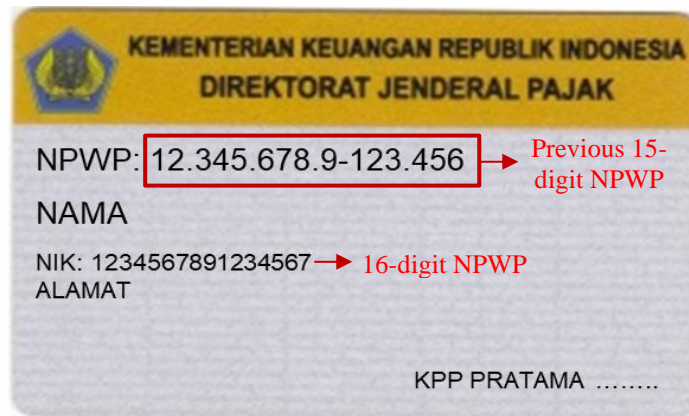 KEMENTERIAN KEUANGAN REPUBLIK INDONESIA
DIREKTORAT JENDERAL PAJAK
NPWP: 12.345.678.9-123.456
Previous 15-
digit NPWP
NAMA
NIK: 1234567891234567
16-digit NPWP
ALAMAT
KPP PRATAMA ........